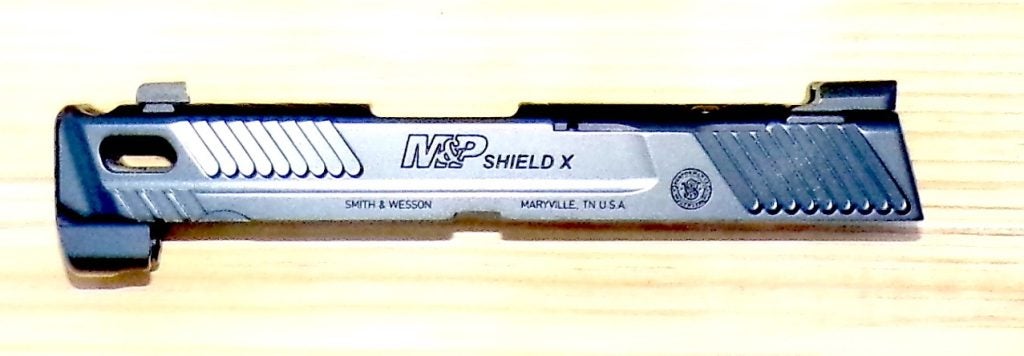 M&P SHIELD X
SMITH & WESSON MARYVILLE, TN U.S.A.